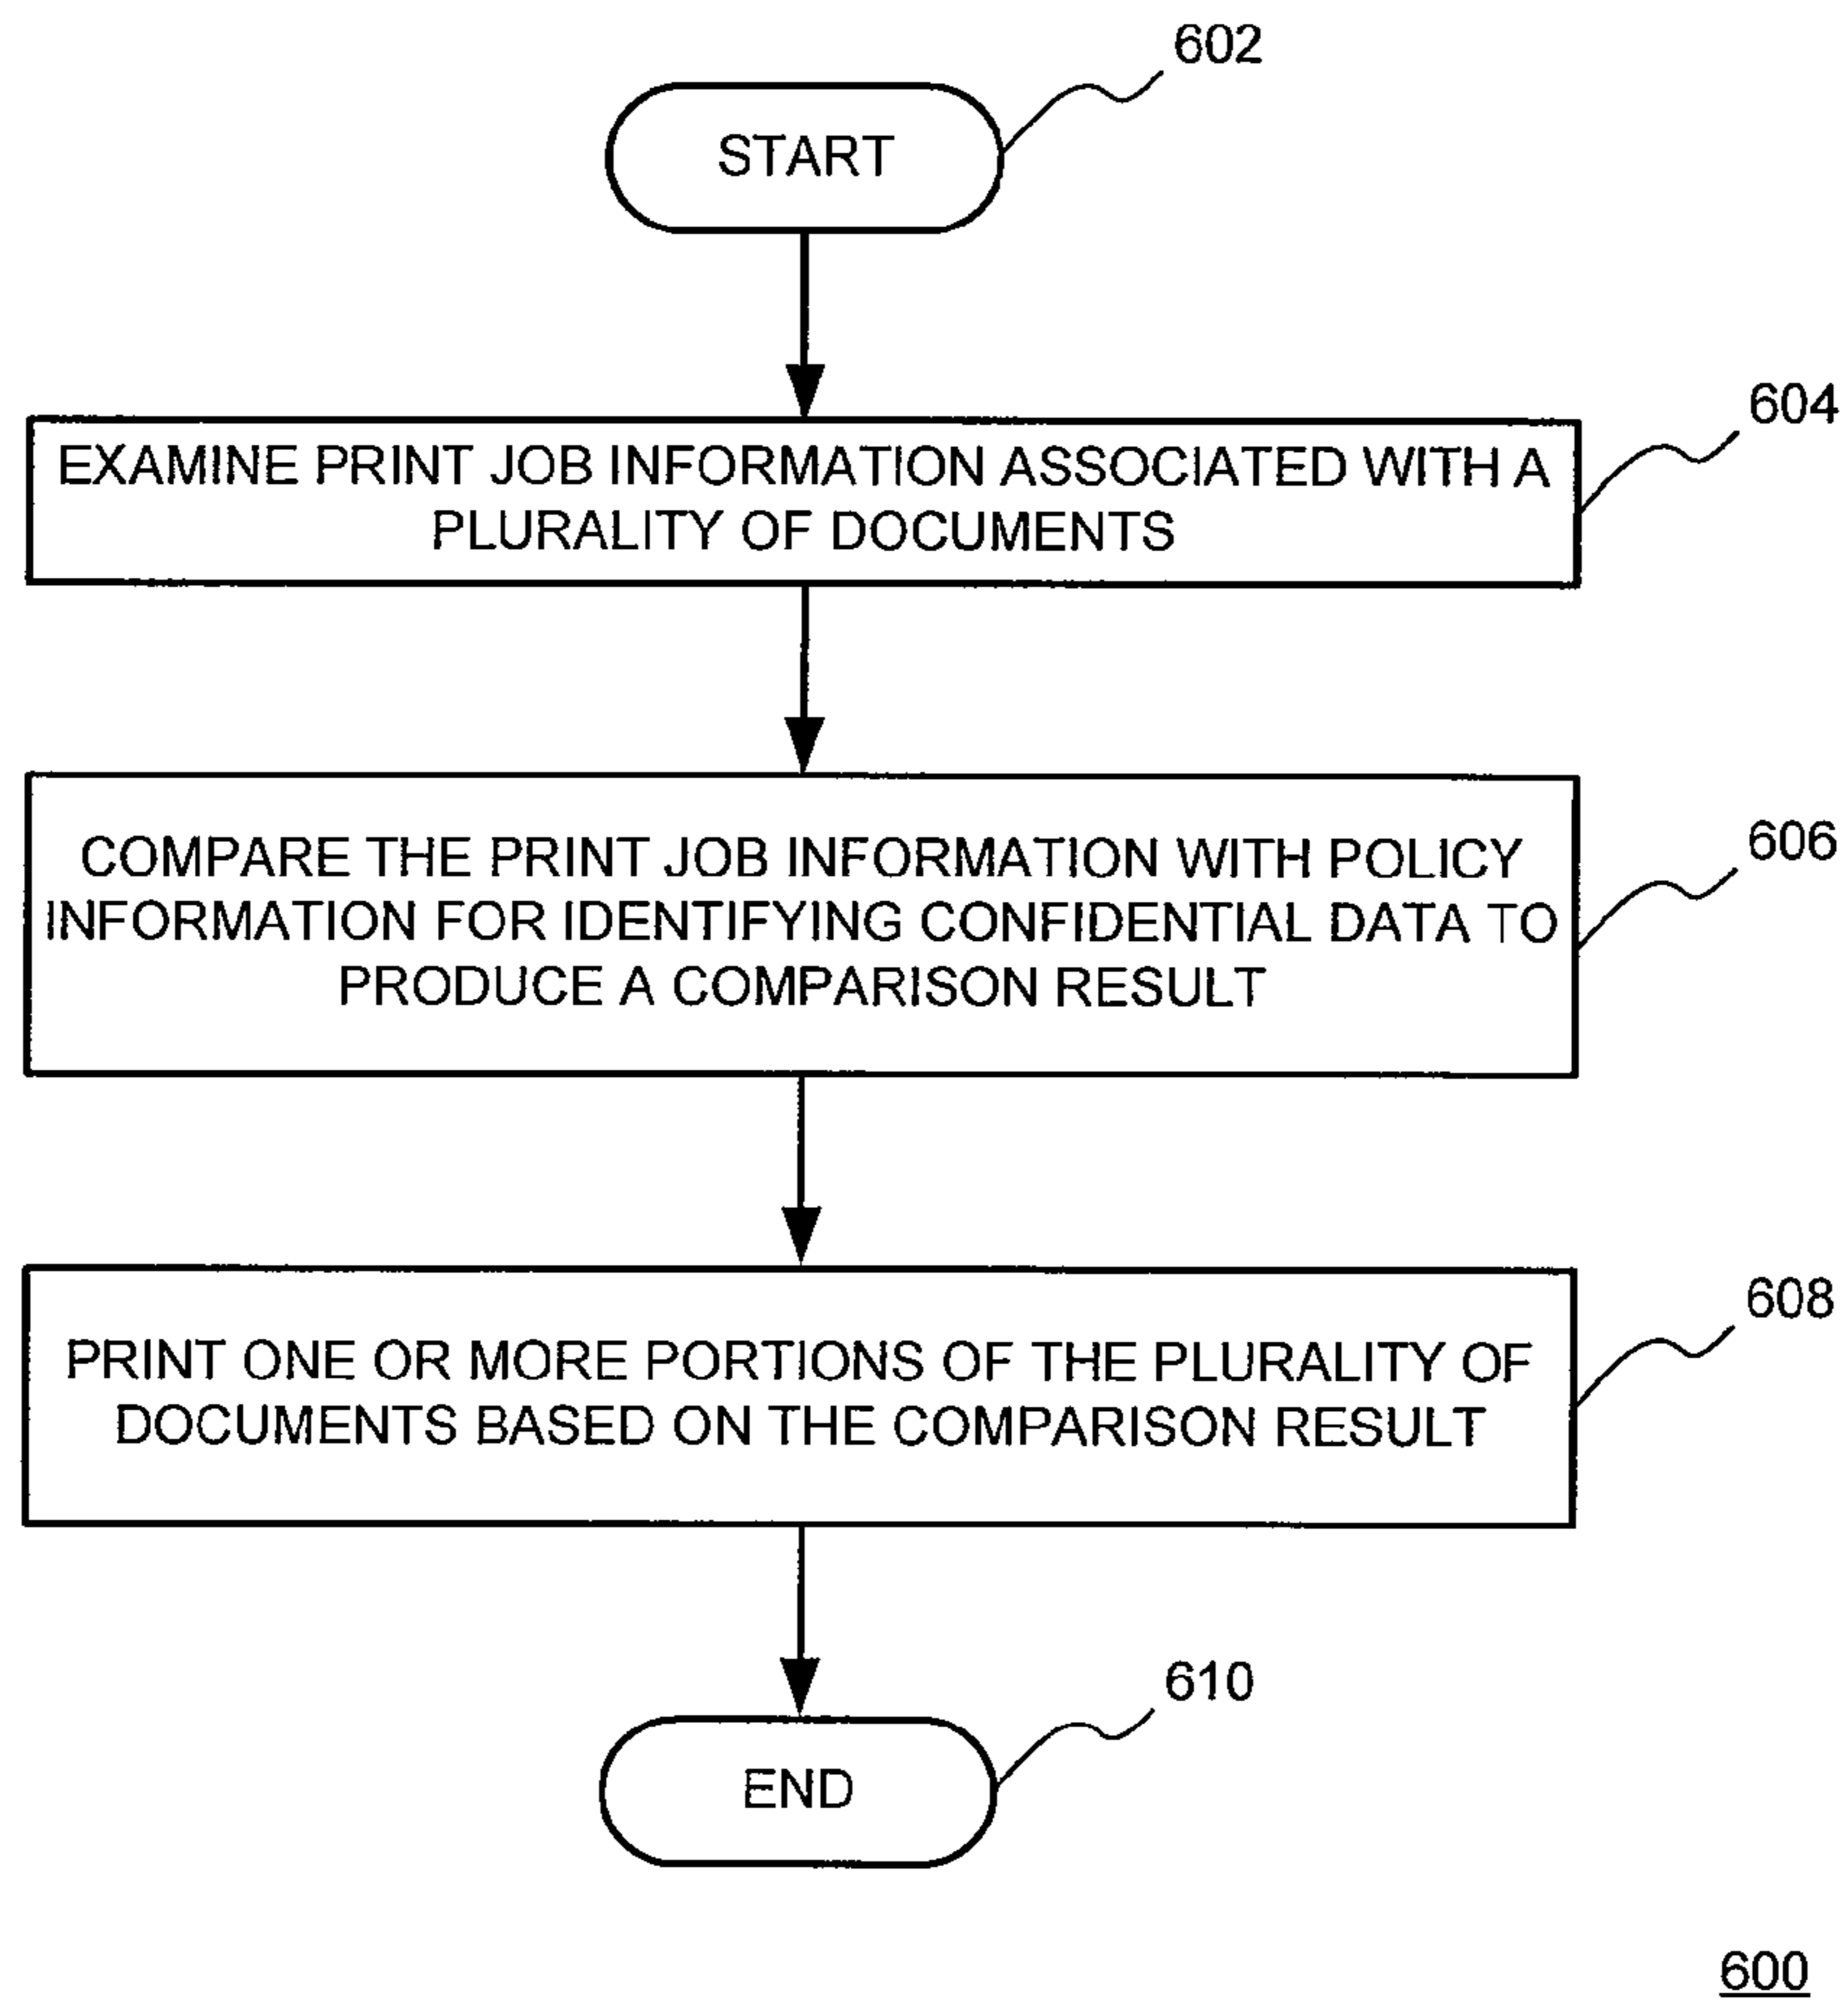 602
START
604
EXAMINE PRINT JOB INFORMATION ASSOCIATED WITH A
PLURALITY OF DOCUMENTS
606
COMPARE THE PRINT JOB INFORMATION WITH POLICY
INFORMATION FOR IDENTIFYING CONFIDENTIAL DATA TO
PRODUCE A COMPARISON RESULT
608
PRINT ONE OR MORE PORTIONS OF THE PLURALITY OF
DOCUMENTS BASED ON THE COMPARISON RESULT
610
END
600